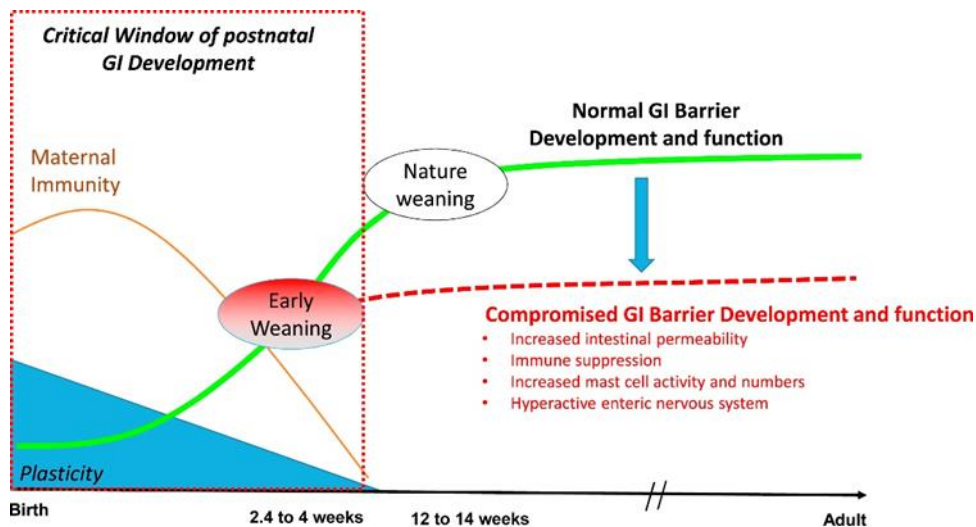 Critical Window of postnatal
GI Development
Maternal
Immunity
Normal GI Barrier
Development and function
Nature
weaning
Early
Weaning
Compromised GI Barrier Development and function
• Increased intestinal permeability
• Immune suppression
• Increased mast cell activity and numbers
• Hyperactive enteric nervous system
Plasticity
//
Birth
2.4 to 4 weeks
12 to 14 weeks
Adult